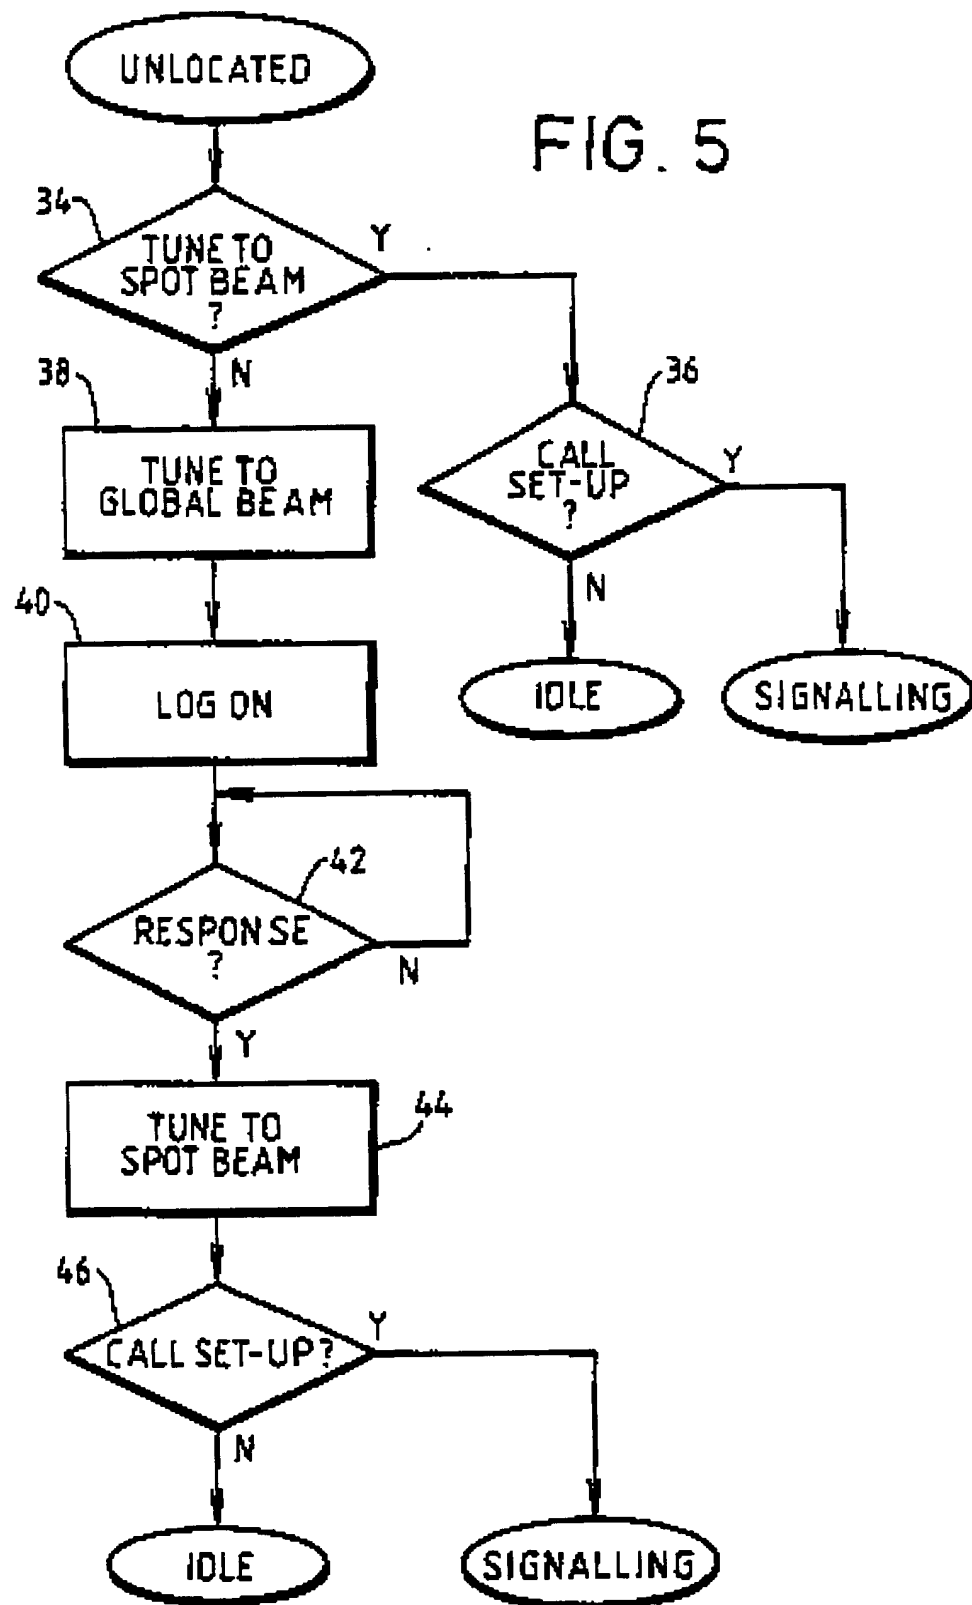 UNLOCATED
FIG. 5
34
TUNE TO
SPOT BEAM
?
Y
N
38
TUNE TO
GLOBAL BEAM
36
CALL
SET-UP
?
Y
N
40
LOG ON
IDLE
SIGNALLING
42
RESPONSE
?
N
Y
TUNE TO
SPOT BEAM
44
46
CALL SET-UP?
Y
N
IDLE
SIGNALLING